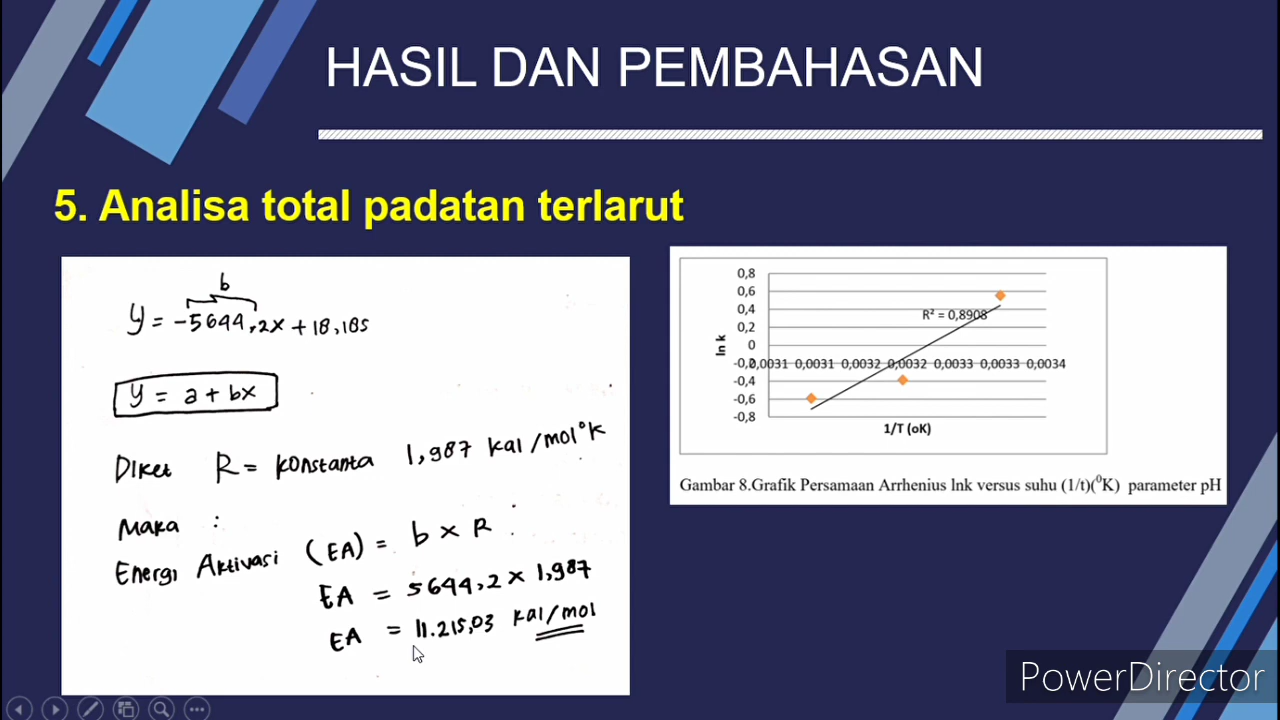 HASIL DAN PEMBAHASAN
5. Analisa total padatan terlarut
b
y = -5644,2x + 18,185
y = a + bx
Diket R = konstanta 1,987 kal/mol°K
Maka :
Energi Aktivasi (EA) = b x R
EA = 5644,2 x 1,987
EA = 11.215,03 kal/mol
0,8
0,6
0,4
0,2
0
-0,2
-0,4
-0,6
-0,8
ln k
R² = 0,8908
0,0031 0,0031 0,0032 0,0032 0,0033 0,0033 0,0034
1/T (oK)
Gambar 8.Grafik Persamaan Arrhenius lnk versus suhu (1/t)(⁰K) parameter pH
PowerDirector